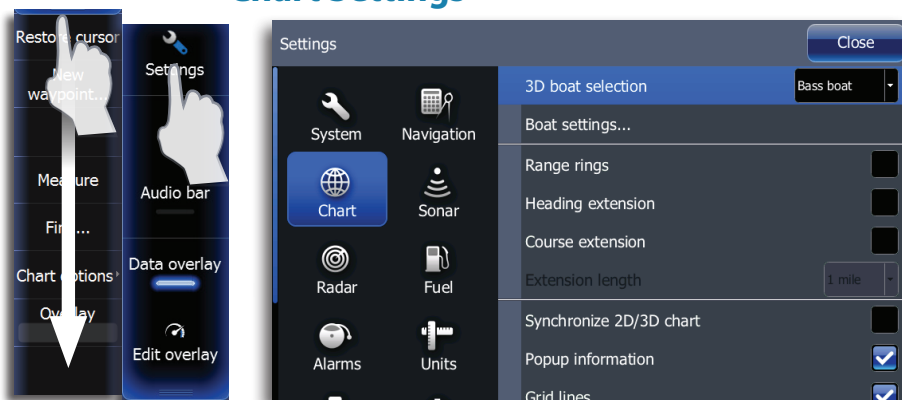 Chart Settings
Restore cursor
New
waypoint...
Measure
Chart options
Overlay
Settings
Audio bar
Data overlay
Edit overlay
Settings
Close
System
Navigation
Chart
Sonar
Radar
Fuel
Alarms
Units
3D boat selection
Bass boat
Boat settings...
Range rings
Heading extension
Course extension
Extension length
1 mile
Synchronize 2D/3D chart
Popup information
Grid lines